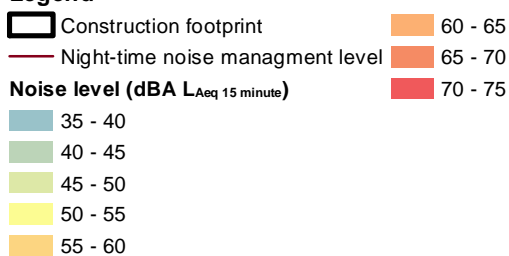 Legend
Construction footprint
Night-time noise managment level
Noise level (dBA LAeq 15 minute)
35 - 40
40 - 45
45 - 50
50 - 55
55 - 60
60 - 65
65 - 70
70 - 75